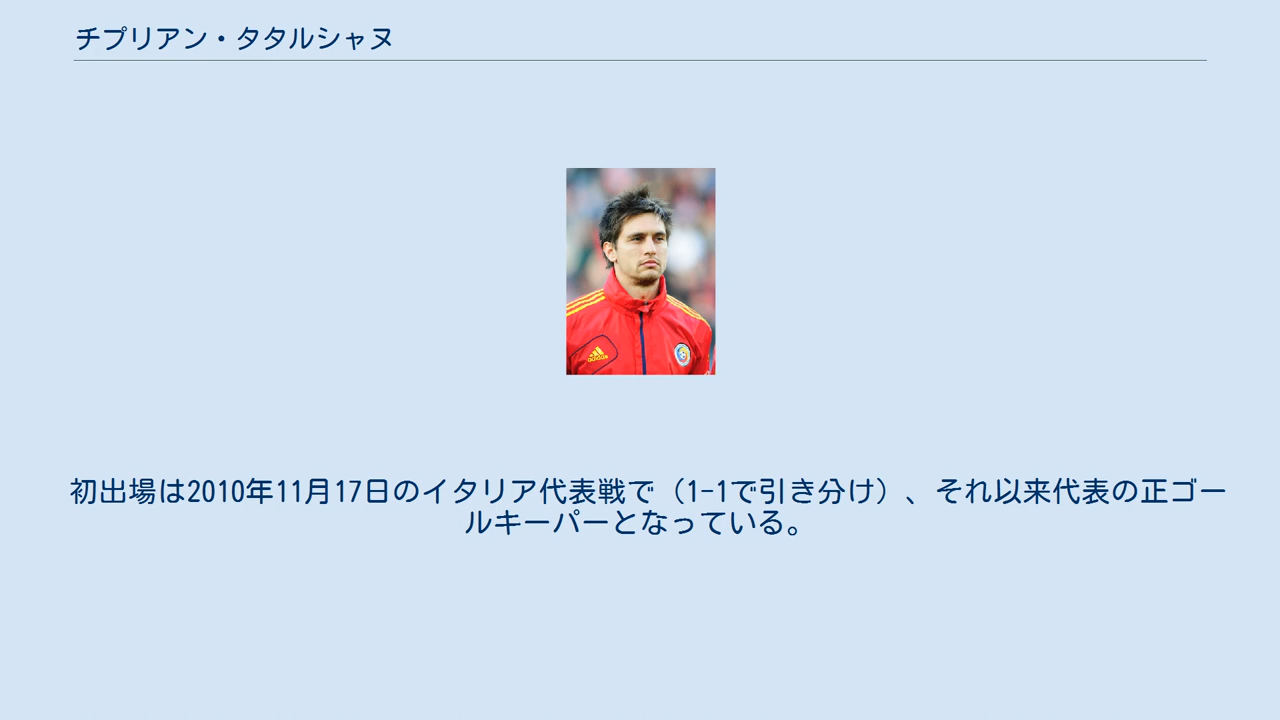 チプリアン・タタルシャヌ
adidas
初出場は2010年11月17日のイタリア代表戦で（1-1で引き分け）、それ以来代表の正ゴー
ルキーパーとなっている。